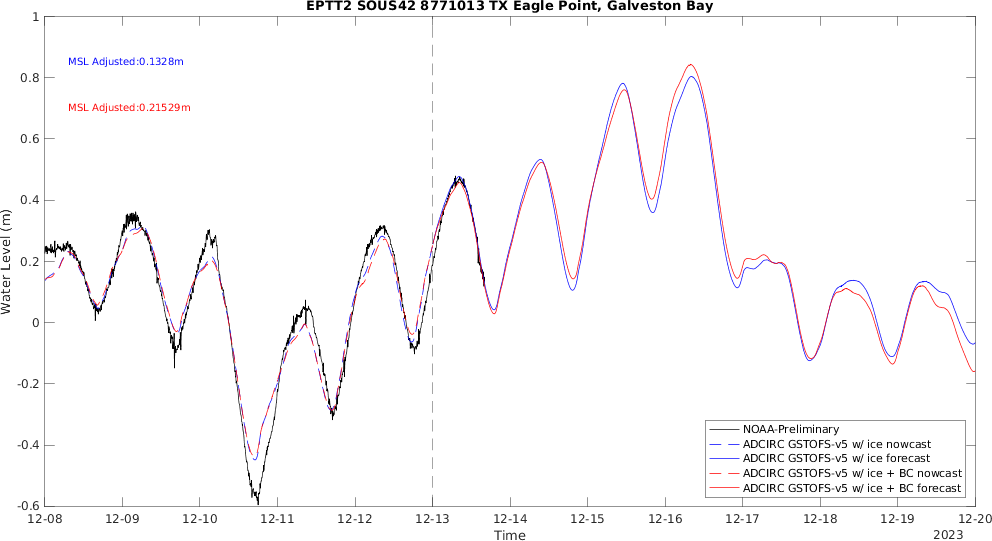 EPTT2 SOUS42 8771013 TX Eagle Point, Galveston Bay
MSL Adjusted:0.1328m
MSL Adjusted:0.21529m
Water Level (m)
1
0.8
0.6
0.4
0.2
0
-0.2
-0.4
-0.6
NOAA-Preliminary
ADCIRC GSTOFS-v5 w/ ice nowcast
ADCIRC GSTOFS-v5 w/ ice forecast
ADCIRC GSTOFS-v5 w/ ice + BC nowcast
ADCIRC GSTOFS-v5 w/ ice + BC forecast
12-08 12-09 12-10 12-11 12-12 12-13 12-14 12-15 12-16 12-17 12-18 12-19 12-20
Time
2023